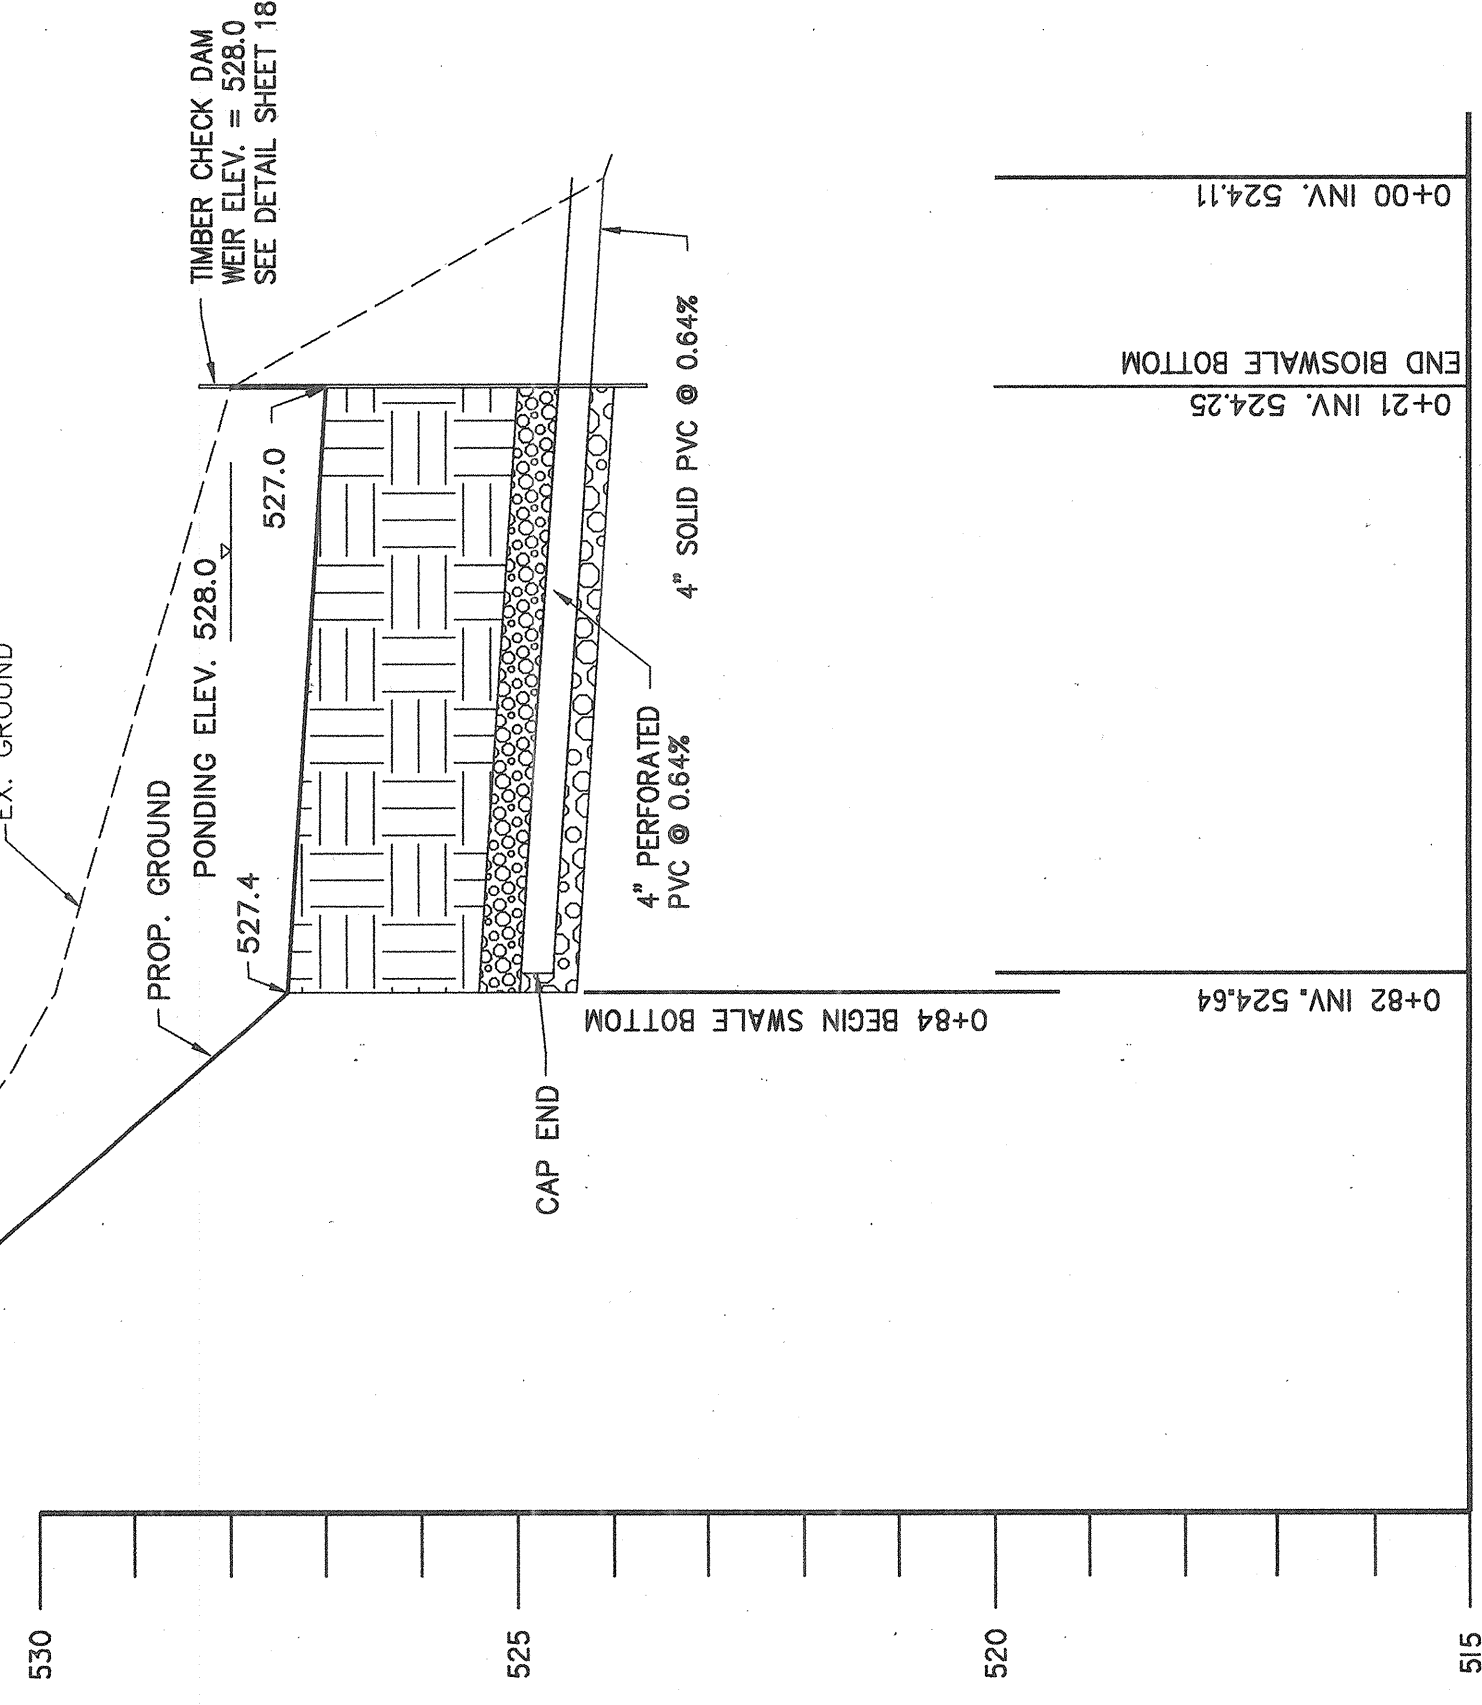 EX. GROUND
PROP. GROUND
PONDING ELEV. 528.0
527.4
527.0
TIMBER CHECK DAM
WEIR ELEV. = 528.0
SEE DETAIL SHEET 18
CAP END
4" PERFORATED
PVC @ 0.64%
4" SOLID PVC @ 0.64%
0+84 BEGIN SWALE BOTTOM
0+82 INV. 524.64
END BIOSWALE BOTTOM
0+21 INV. 524.25
0+00 INV. 524.11
530
525
520
515